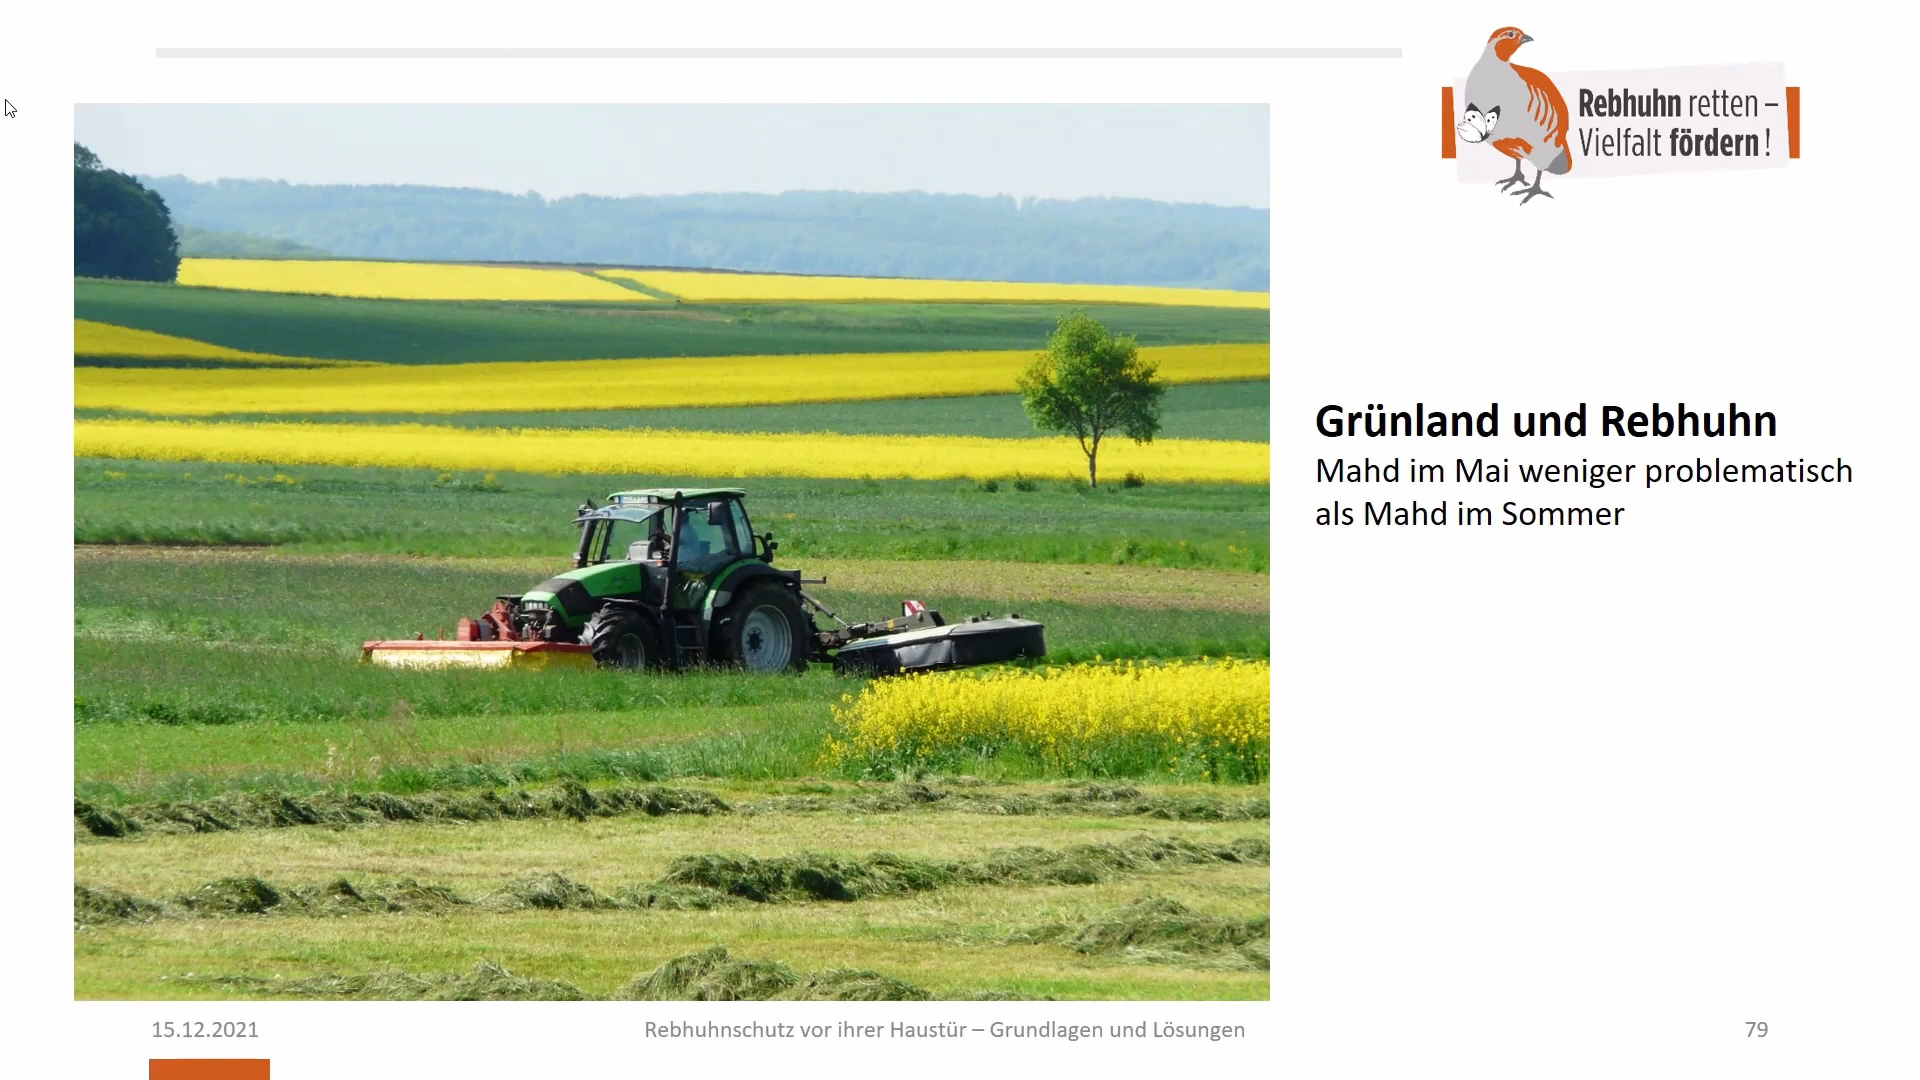 Rebhuhn retten –
Vielfalt fördern!
Grünland und Rebhuhn
Mahd im Mai weniger problematisch
als Mahd im Sommer
15.12.2021
Rebhuhnschutz vor ihrer Haustür – Grundlagen und Lösungen
79